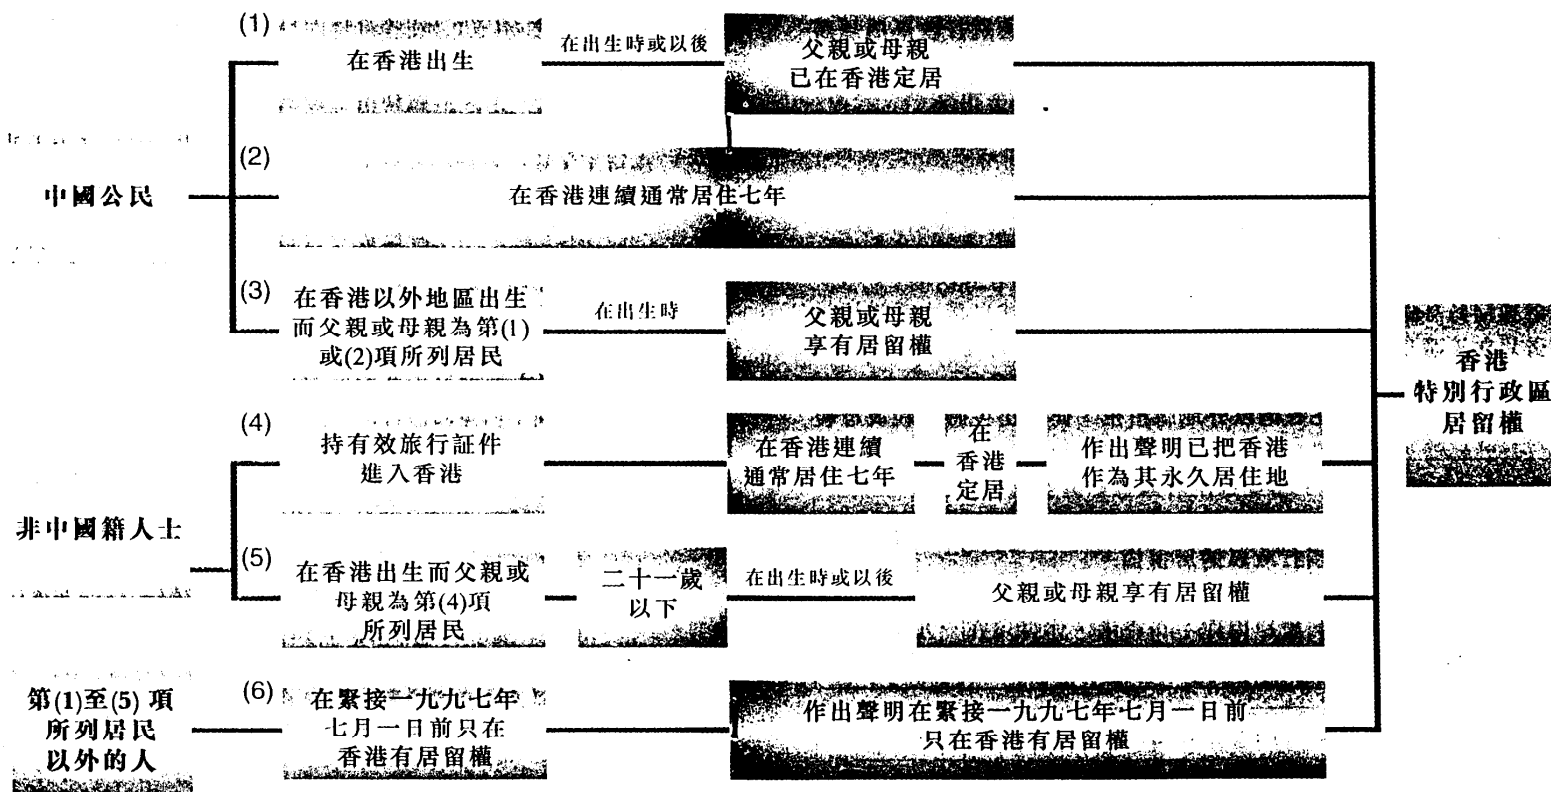 (1)
在香港出生
在出生時或以後
父親或母親
已在香港定居
中國公民
(2)
在香港連續通常居住七年
(3)
在香港以外地區出生
而父親或母親為第(1)
或(2)項所列居民
在出生時
父親或母親
享有居留權
非中國籍人士
(4)
持有效旅行証件
進入香港
在香港連續
通常居住七年
在
香港
定居
作出聲明已把香港
作為其永久居住地
(5)
在香港出生而父親或
母親為第(4)項
所列居民
二十一歲
以下
在出生時或以後
父親或母親享有居留權
第(1)至(5) 項
所列居民
以外的人
(6)
在緊接一九九七年
七月一日前只在
香港有居留權
作出聲明在緊接一九九七年七月一日前
只在香港有居留權
香港
特別行政區
居留權